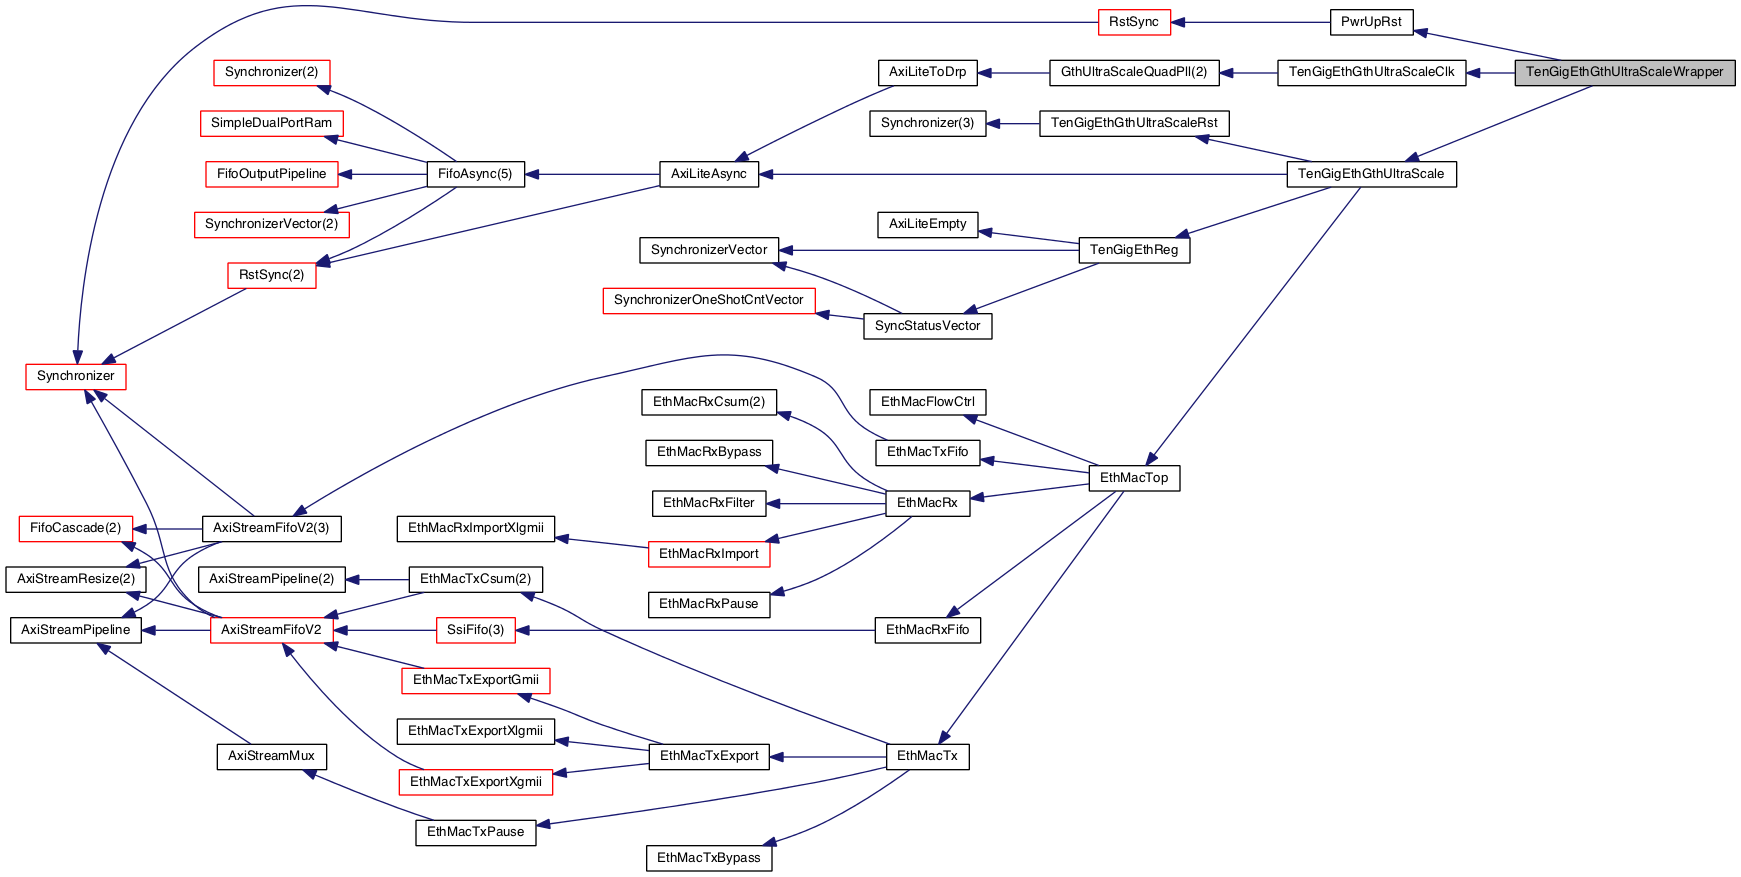 RstSync
PwrUpRst
Synchronizer(2)
AxiLiteToDrp
GthUltraScaleQuadPll(2)
TenGigEthGthUltraScaleClk
TenGigEthGthUltraScaleWrapper
SimpleDualPortRam
Synchronizer(3)
TenGigEthGthUltraScaleRst
FifoOutputPipeline
FifoAsync(5)
AxiLiteAsync
TenGigEthGthUltraScale
SynchronizerVector(2)
AxiLiteEmpty
SynchronizerVector
TenGigEthReg
RstSync(2)
SynchronizerOneShotCntVector
SyncStatusVector
Synchronizer
EthMacRxCsum(2)
EthMacFlowCtrl
EthMacRxBypass
EthMacTxFifo
EthMacTop
EthMacRxFilter
EthMacRx
FifoCascade(2)
AxiStreamFifoV2(3)
EthMacRxImportXlgmii
EthMacRxImport
AxiStreamResize(2)
AxiStreamPipeline(2)
EthMacTxCsum(2)
EthMacRxPause
AxiStreamPipeline
AxiStreamFifoV2
SsiFifo(3)
EthMacRxFifo
EthMacTxExportGmii
EthMacTxExportXlgmii
AxiStreamMux
EthMacTxExport
EthMacTx
EthMacTxExportXgmii
EthMacTxPause
EthMacTxBypass